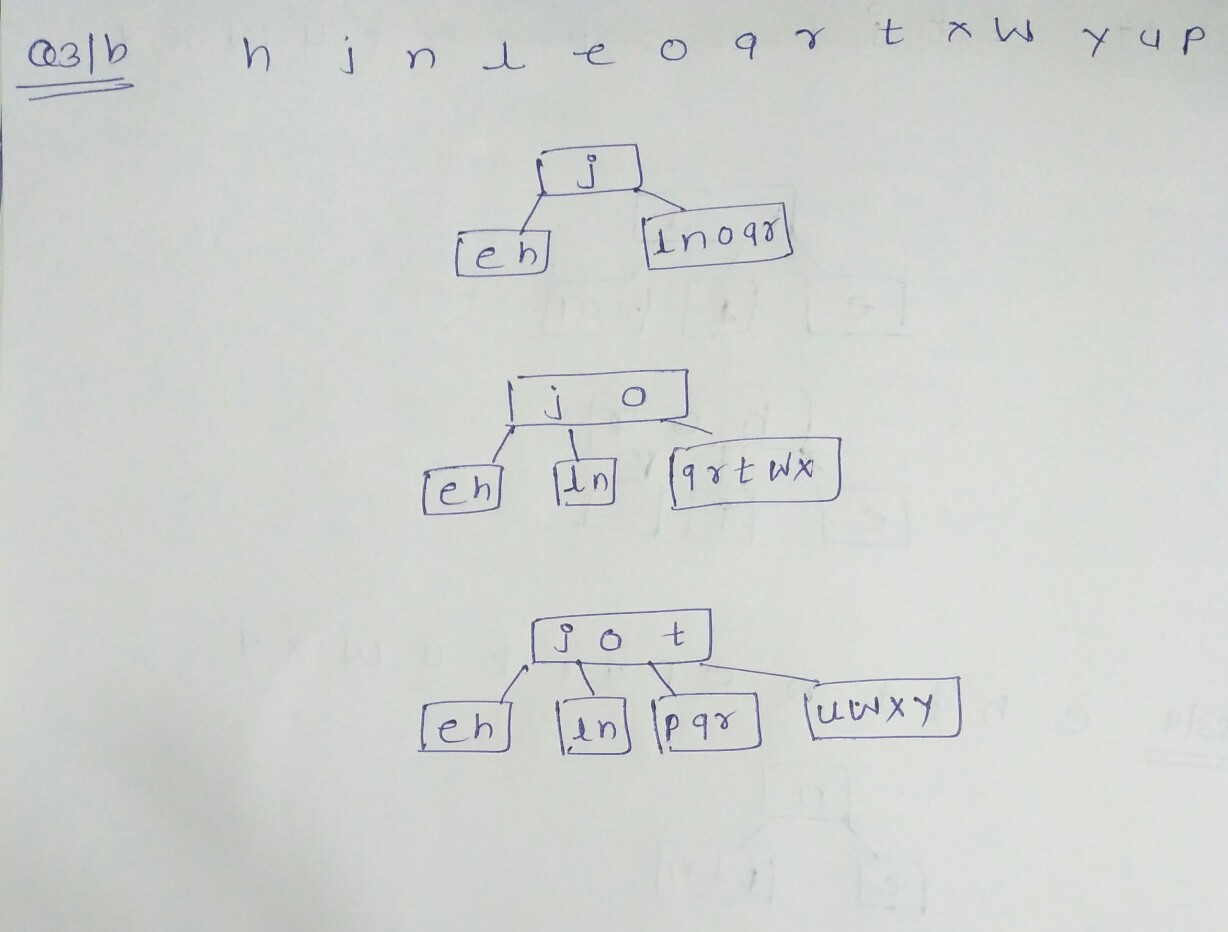 Q3/b h j n l e o q r t x w y u p
j
e h l n o q r
j o
e h l n q r t w x
j o t
e h l n p q r u w x y